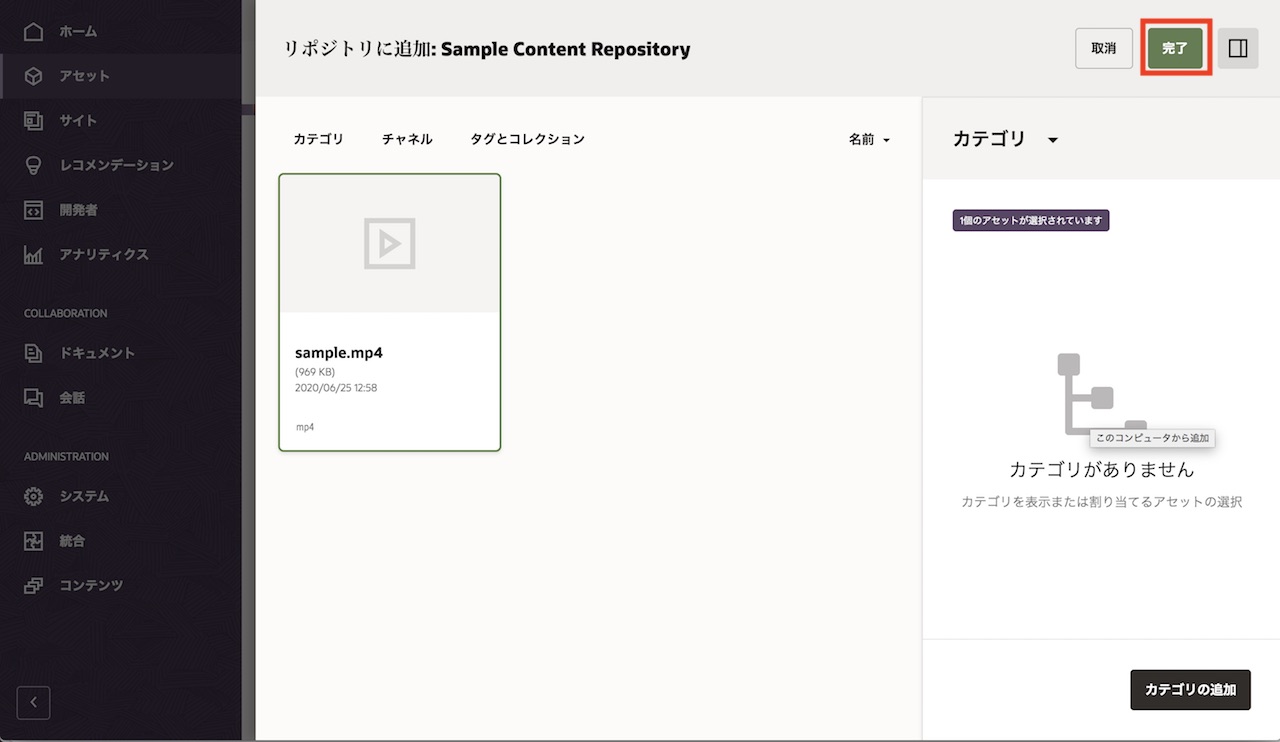 ホーム
アセット
サイト
レコメンデーション
開発者
アナリティクス
COLLABORATION
ドキュメント
会話
ADMINISTRATION
システム
統合
コンテンツ
リポジトリに追加: Sample Content Repository
取消
完了
カテゴリ
チャネル
タグとコレクション
名前
sample.mp4
(969 KB)
2020/06/25 12:58
mp4
カテゴリ
1個のアセットが選択されています
このコンピュータから追加
カテゴリがありません
カテゴリを表示または割り当てるアセットの選択
カテゴリの追加